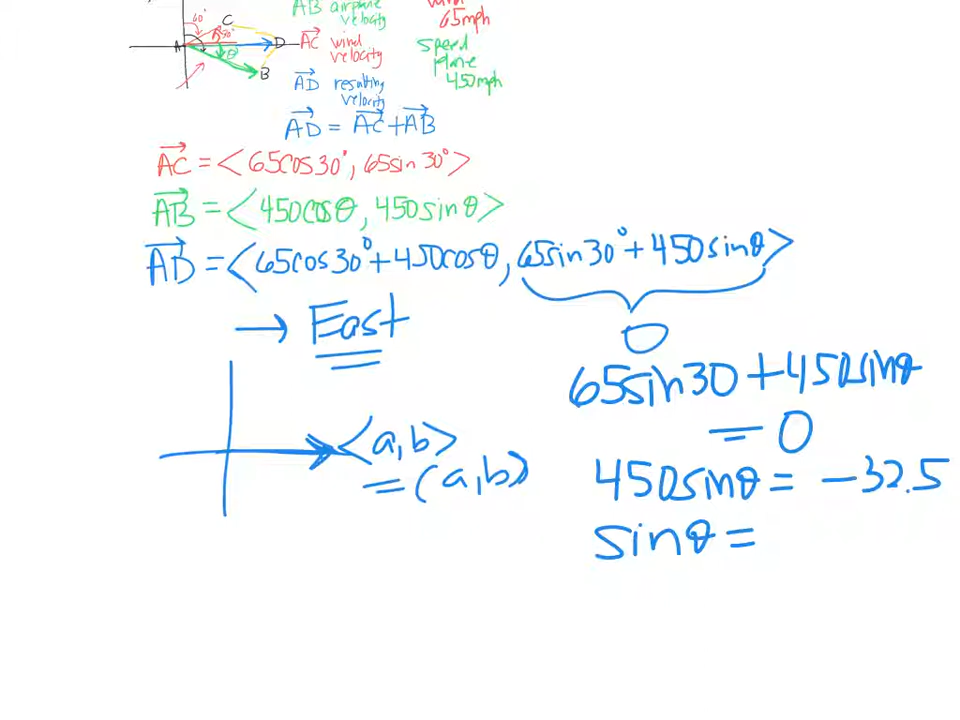 60°
C
30°
A
D
θ
B
AB airplane velocity
wind 65mph
AC wind velocity
speed plane 450mph
AD resulting velocity
AD = AC + AB
AC = <65cos30°, 65sin30°>
AB = <450cosθ, 450sinθ>
AD = <65cos30° + 450cosθ, 65sin30° + 450sinθ>
→ East
0
65sin30 + 450sinθ
= 0
<a,b>
= (a,b)
450sinθ = -32.5
sinθ =